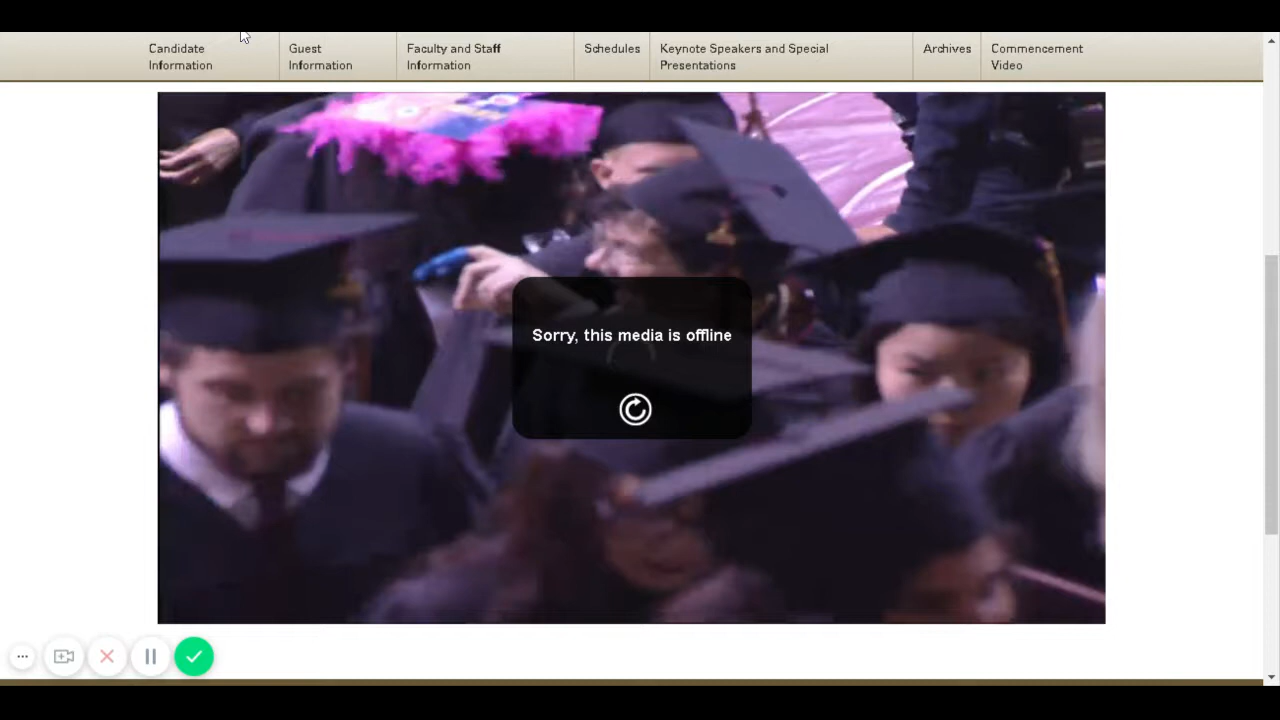 Candidate
Information
Guest
Information
Faculty and Staff
Information
Schedules
Keynote Speakers and Special
Presentations
Archives
Commencement
Video
Sorry, this media is offline